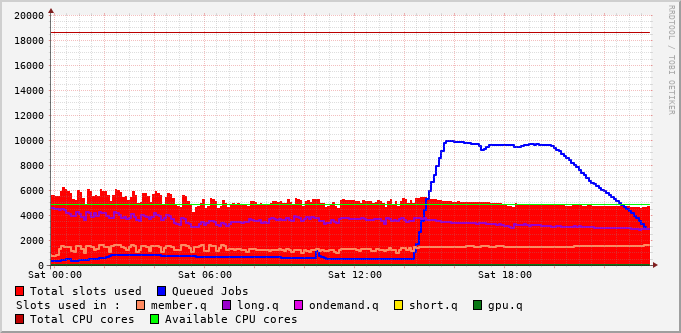 20000
18000
16000
14000
12000
10000
8000
6000
4000
2000
0
Sat 00:00 Sat 06:00 Sat 12:00 Sat 18:00
Total slots used Queued Jobs
Slots used in : member.q long.q ondemand.q short.q gpu.q
Total CPU cores Available CPU cores
RRDTOOL / TOBI OETIKER